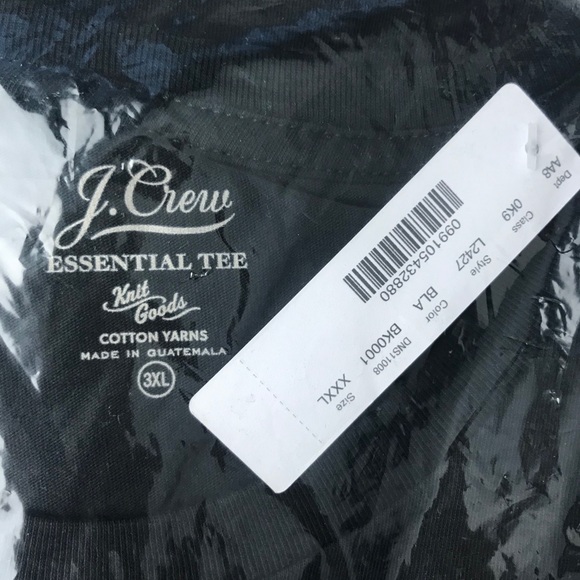 J.Crew
ESSENTIAL TEE
Knit
Goods
COTTON YARNS
MADE IN GUATEMALA
3XL
099105432880
Dept Class Style Color DNS11008 Size
AA8 0K9 L2427 BLA BK0001 XXXL